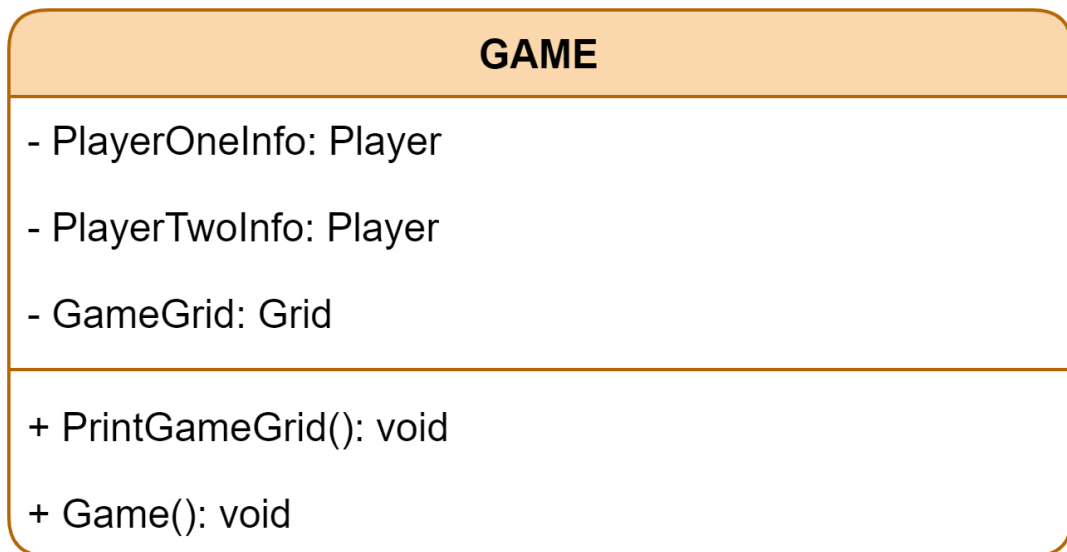 GAME
- PlayerOneInfo: Player
- PlayerTwoInfo: Player
- GameGrid: Grid
+ PrintGameGrid(): void
+ Game(): void